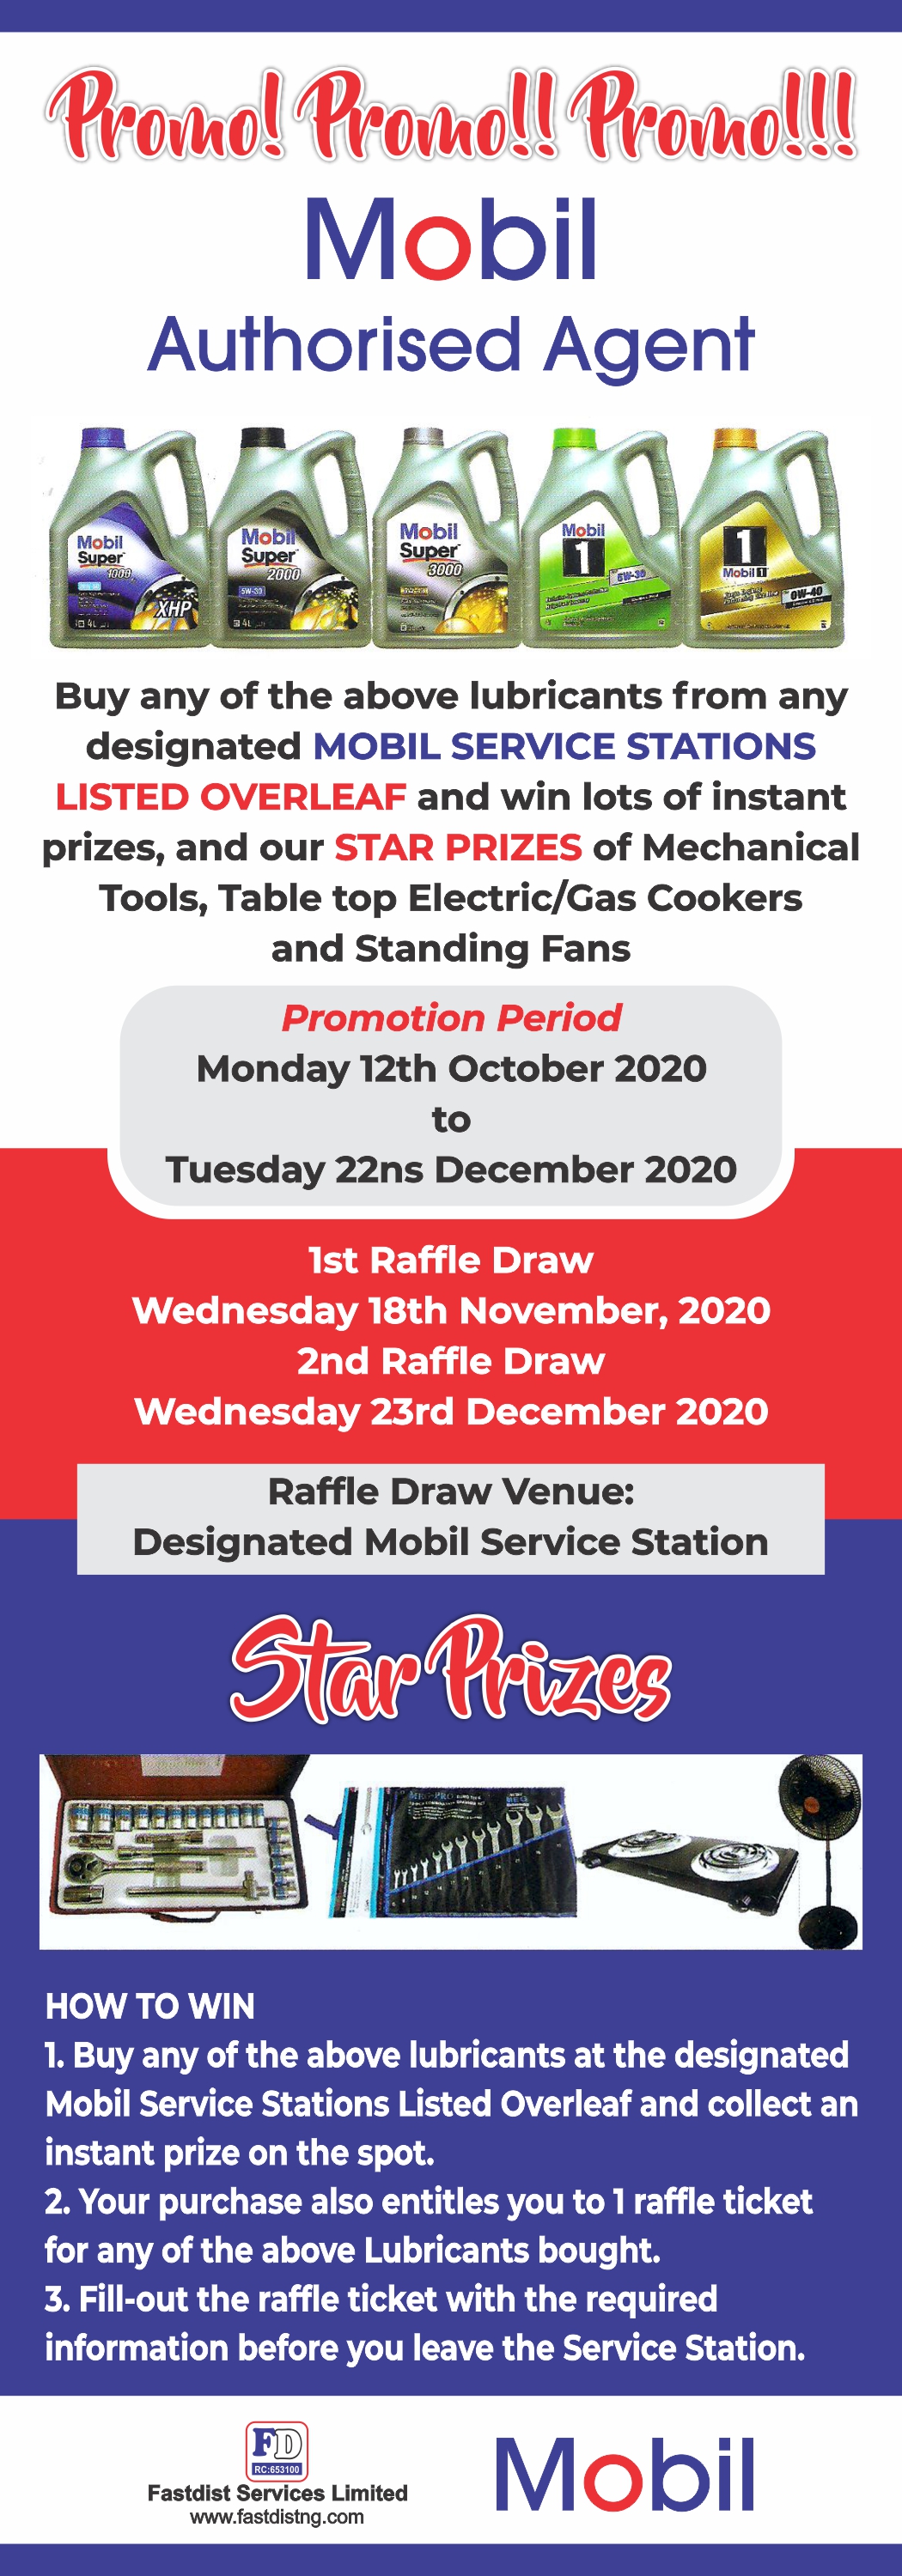 Promo! Promo!! Promo!!!
Mobil
Authorised Agent
Mobil
Super
1000
XHP
4L
Mobil
Super
2000
5W-30
4L
Mobil
Super
3000
Mobil
1
5W-30
1
Mobil 1
0W-40
Buy any of the above lubricants from any
designated MOBIL SERVICE STATIONS
LISTED OVERLEAF and win lots of instant
prizes, and our STAR PRIZES of Mechanical
Tools, Table top Electric/Gas Cookers
and Standing Fans
Promotion Period
Monday 12th October 2020
to
Tuesday 22ns December 2020
1st Raffle Draw
Wednesday 18th November, 2020
2nd Raffle Draw
Wednesday 23rd December 2020
Raffle Draw Venue:
Designated Mobil Service Station
Star Prizes
HOW TO WIN
1. Buy any of the above lubricants at the designated
Mobil Service Stations Listed Overleaf and collect an
instant prize on the spot.
2. Your purchase also entitles you to 1 raffle ticket
for any of the above Lubricants bought.
3. Fill-out the raffle ticket with the required
information before you leave the Service Station.
FD
RC:653100
Fastdist Services Limited
www.fastdistng.com
Mobil